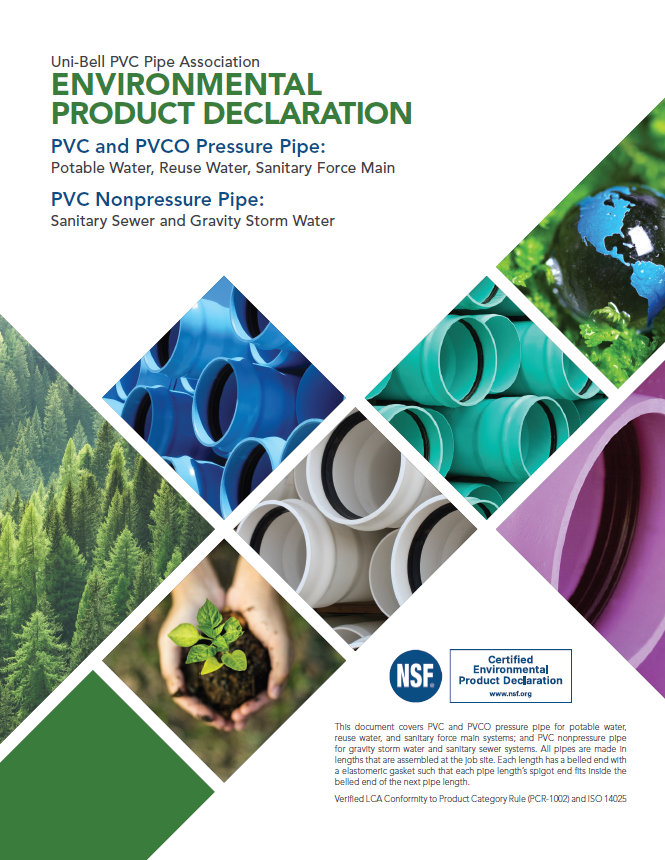 Uni-Bell PVC Pipe Association
ENVIRONMENTAL
PRODUCT DECLARATION
PVC and PVCO Pressure Pipe:
Potable Water, Reuse Water, Sanitary Force Main
PVC Nonpressure Pipe:
Sanitary Sewer and Gravity Storm Water
NSF®
Certified
Environmental
Product Declaration
www.nsf.org
This document covers PVC and PVCO pressure pipe for potable water,
reuse water, and sanitary force main systems; and PVC nonpressure pipe
for gravity storm water and sanitary sewer systems. All pipes are made in
lengths that are assembled at the job site. Each length has a belled end with
a elastomeric gasket such that each pipe length's spigot end fits inside the
belled end of the next pipe length.
Verified LCA Conformity to Product Category Rule (PCR-1002) and ISO 14025